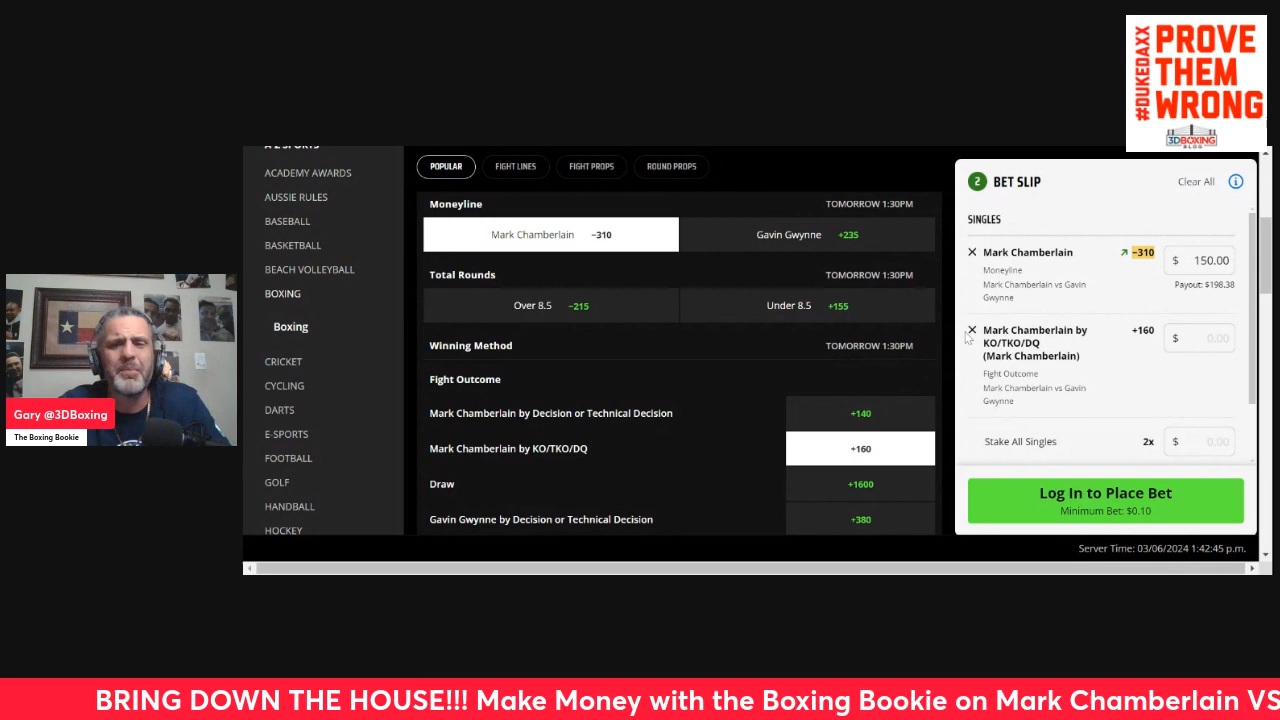 #DUKEDAXX
PROVE
THEM
WRONG
3DBOXING
BLOG
ACADEMY AWARDS
AUSSIE RULES
BASEBALL
BASKETBALL
BEACH VOLLEYBALL
BOXING
Boxing
CRICKET
CYCLING
DARTS
E-SPORTS
FOOTBALL
GOLF
HANDBALL
HOCKEY
POPULAR FIGHT LINES FIGHT PROPS ROUND PROPS
Moneyline TOMORROW 1:30PM
Mark Chamberlain −310 Gavin Gwynne +235
Total Rounds TOMORROW 1:30PM
Over 8.5 −215 Under 8.5 +155
Winning Method TOMORROW 1:30PM
Fight Outcome
Mark Chamberlain by Decision or Technical Decision +140
Mark Chamberlain by KO/TKO/DQ +160
Draw +1600
Gavin Gwynne by Decision or Technical Decision +380
2 BET SLIP Clear All
SINGLES
Mark Chamberlain −310 $ 150.00
Moneyline Payout: $198.38
Mark Chamberlain vs Gavin
Gwynne
Mark Chamberlain by +160 $ 0.00
KO/TKO/DQ
(Mark Chamberlain)
Fight Outcome
Mark Chamberlain vs Gavin
Gwynne
Stake All Singles 2x $ 0.00
Log In to Place Bet
Minimum Bet: $0.10
Server Time: 03/06/2024 1:42:45 p.m.
Gary @3DBoxing
The Boxing Bookie
BRING DOWN THE HOUSE!!! Make Money with the Boxing Bookie on Mark Chamberlain VS